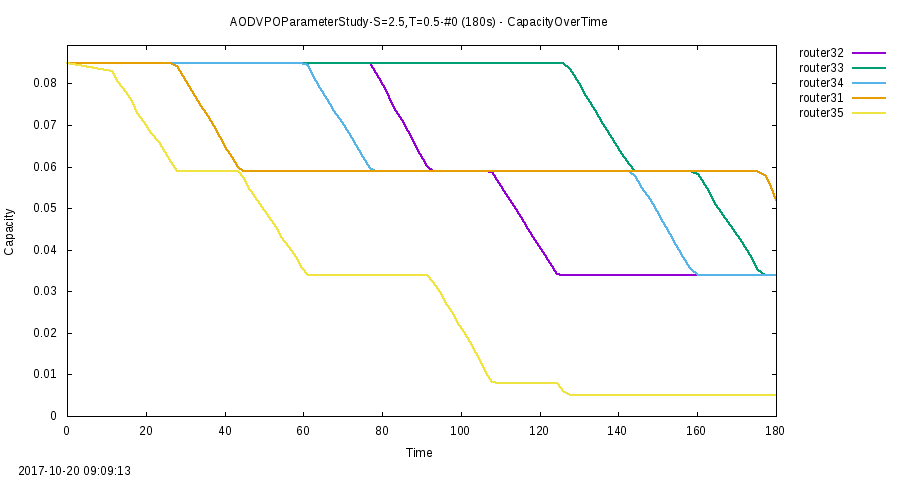 AODVPOParameterStudy-S=2.5,T=0.5-#0 (180s) - CapacityOverTime
router32
router33
router34
router31
router35
0.08
0.07
0.06
0.05
0.04
0.03
0.02
0.01
0
Capacity
0 20 40 60 80 100 120 140 160 180
Time
2017-10-20 09:09:13